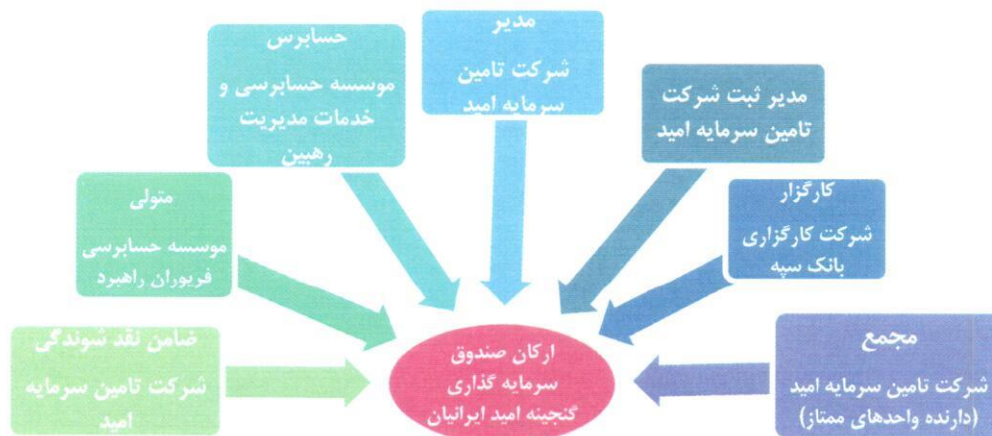 مدیر
شرکت تامین
سرمایه امید
مدیر ثبت شرکت
تامین سرمایه امید
کارگزار
شرکت کارگزاری
بانک سپه
مجمع
شرکت تامین سرمایه امید
(دارنده واحدهای ممتاز)
حسابرس
موسسه حسابرسی و
خدمات مدیریت
رهبین
متولی
موسسه حسابرسی
فریوران راهبرد
ضامن نقد شوندگی
شرکت تامین سرمایه
امید
ارکان صندوق
سرمایه گذاری
گنجینه امید ایرانیان